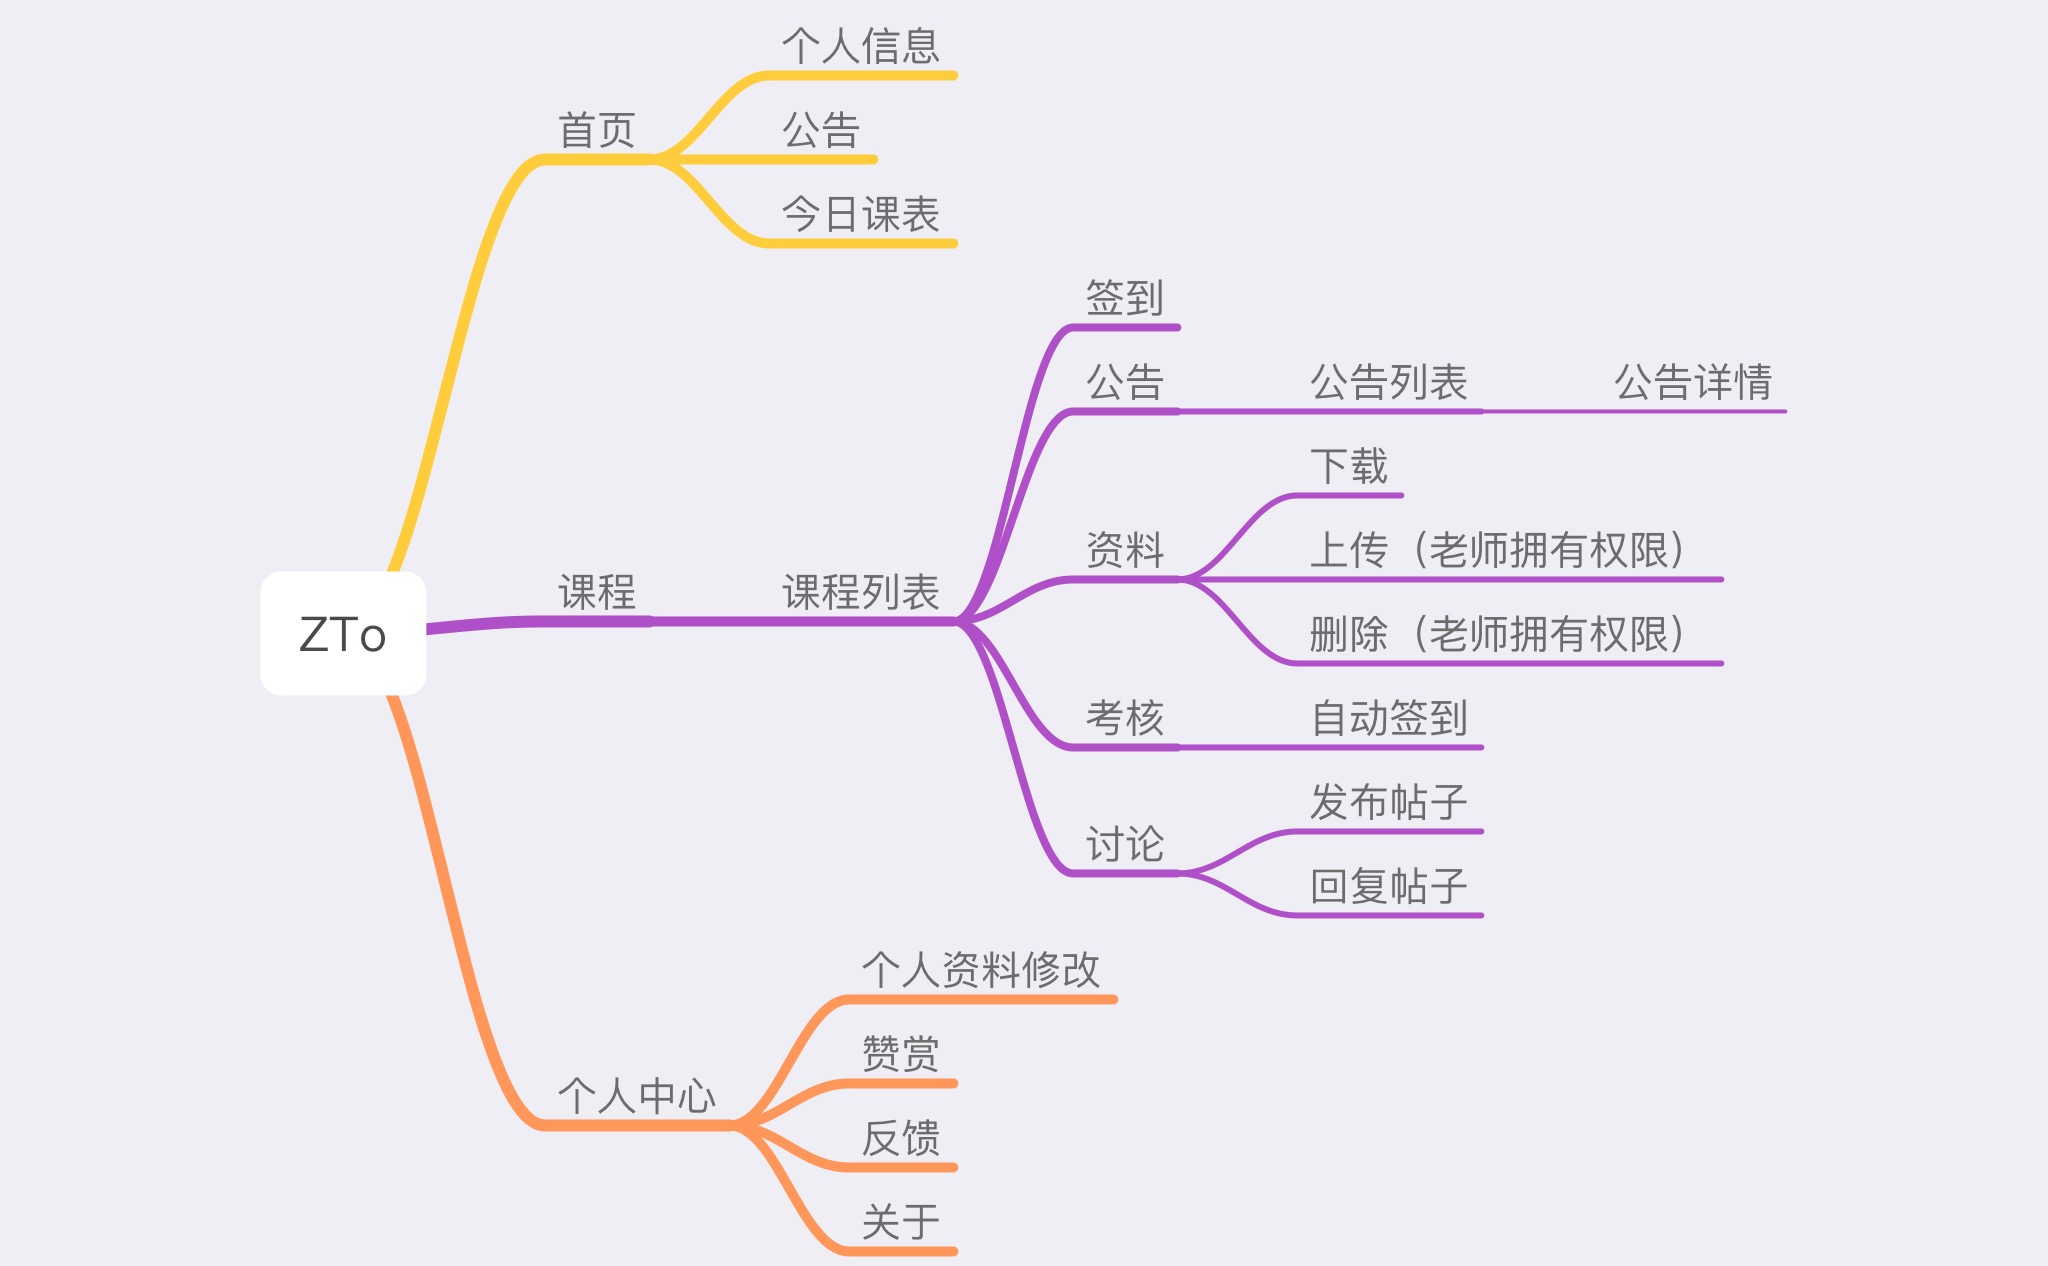 个人信息
首页
公告
今日课表
签到
公告
公告列表
公告详情
下载
资料
上传（老师拥有权限）
课程
课程列表
ZTo
删除（老师拥有权限）
考核
自动签到
发布帖子
讨论
回复帖子
个人资料修改
赞赏
个人中心
反馈
关于